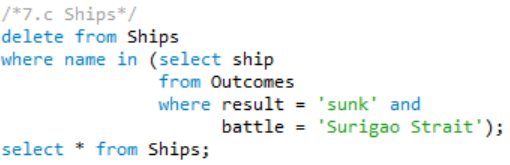 /*7.c Ships*/
delete from Ships
where name in (select ship
               from Outcomes
               where result = 'sunk' and
                     battle = 'Surigao Strait');
select * from Ships;